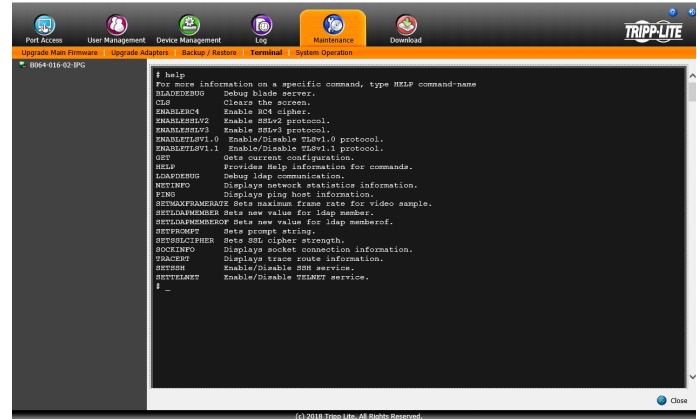 Port Access User Management Device Management Log Maintenance Download
TRIPP·LITE
Upgrade Main Firmware | Upgrade Adapters | Backup / Restore | Terminal | System Operation
B064-016-02-IPG
# help
For more information on a specific command, type HELP command-name
BLADEDEBUG Debug blade server.
CLS Clears the screen.
ENABLERC4 Enable RC4 cipher.
ENABLESSLV2 Enable SSLv2 protocol.
ENABLESSLV3 Enable SSLv3 protocol.
ENABLETLSV1.0 Enable/Disable TLSv1.0 protocol.
ENABLETLSV1.1 Enable/Disable TLSv1.1 protocol.
GET Gets current configuration.
HELP Provides Help information for commands.
LDAPDEBUG Debug ldap communication.
NETINFO Displays network statistics information.
PING Displays ping host information.
SETMAXFRAMERATE Sets maximum frame rate for video sample.
SETLDAPMEMBER Sets new value for ldap member.
SETLDAPMEMBEROF Sets new value for ldap memberof.
SETPROMPT Sets prompt string.
SETSSLCIPHER Sets SSL cipher strength.
SOCKINFO Displays socket connection information.
TRACERT Displays trace route information.
SETSSH Enable/Disable SSH service.
SETTELNET Enable/Disable TELNET service.
# _
Close
(c) 2018 Tripp Lite. All Rights Reserved.